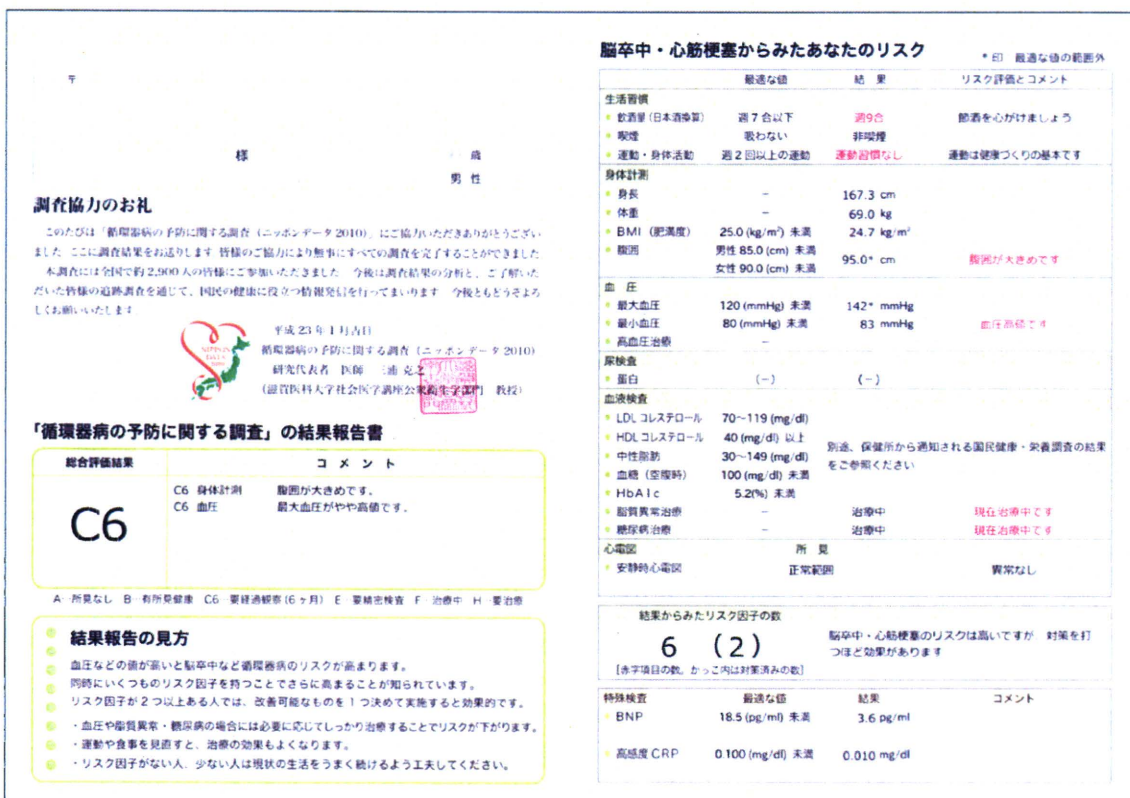 〒
様 歳
男 性
調査協力のお礼
このたびは「循環器病の予防に関する調査(ニッポンデータ2010)」にご協力いただきありがとうござい
ました ここに調査結果をお送りします 皆様のご協力により無事にすべての調査を完了することができました
本調査には全国で約2,900人の皆様にご参加いただきました 今後は調査結果の分析と、ご了解いた
だいた皆様の追跡調査を通じて、国民の健康に役立つ情報発信を行ってまいります 今後ともどうぞよろ
しくお願いいたします
平成23年1月吉日
循環器病の予防に関する調査(ニッポンデータ2010)
研究代表者 医師 三浦 克之
(滋賀医科大学社会医学講座公衆衛生学部門 教授)
NIPPON
DATA
2010
「循環器病の予防に関する調査」の結果報告書
総合評価結果 コ メ ン ト
C6
C6 身体計測 腹囲が大きめです。
C6 血圧 最大血圧がやや高値です。
A…所見なし B…有所見健康 C6…要経過観察(6ヶ月) E…要精密検査 F…治療中 H…要治療
結果報告の見方
血圧などの値が高いと脳卒中など循環器病のリスクが高まります。
同時にいくつものリスク因子を持つことでさらに高まることが知られています。
リスク因子が2つ以上ある人では、改善可能なものを1つ決めて実施すると効果的です。
・血圧や脂質異常・糖尿病の場合には必要に応じてしっかり治療することでリスクが下がります。
・運動や食事を見直すと、治療の効果もよくなります。
・リスク因子がない人、少ない人は現状の生活をうまく続けるよう工夫してください。
脳卒中・心筋梗塞からみたあなたのリスク
*印 最適な値の範囲外
最適な値 結 果 リスク評価とコメント
生活習慣
飲酒量(日本酒換算) 週7合以下 週9合 節酒を心がけましょう
喫煙 吸わない 非喫煙
運動・身体活動 週2回以上の運動 運動習慣なし 運動は健康づくりの基本です
身体計測
身長 − 167.3 cm
体重 − 69.0 kg
BMI(肥満度) 25.0(kg/m²)未満 24.7 kg/m²
腹囲 男性85.0(cm)未満 95.0* cm 腹囲が大きめです
女性90.0(cm)未満
血 圧
最大血圧 120(mmHg)未満 142* mmHg
最小血圧 80(mmHg)未満 83 mmHg 血圧高値です
高血圧治療 −
尿検査
蛋白 (−) (−)
血液検査
LDLコレステロール 70〜119(mg/dl)
HDLコレステロール 40(mg/dl)以上
中性脂肪 30〜149(mg/dl)
別途、保健所から通知される国民健康・栄養調査の結果
をご参照ください
血糖(空腹時) 100(mg/dl)未満
HbA1c 5.2(%)未満
脂質異常治療 − 治療中 現在治療中です
糖尿病治療 − 治療中 現在治療中です
心電図 所 見
安静時心電図 正常範囲 異常なし
結果からみたリスク因子の数
6 (2)
[赤字項目の数。かっこ内は対策済みの数]
脳卒中・心筋梗塞のリスクは高いですが 対策を打
つほど効果があります
特殊検査 最適な値 結果 コメント
BNP 18.5(pg/ml)未満 3.6 pg/ml
高感度CRP 0.100(mg/dl)未満 0.010 mg/dl